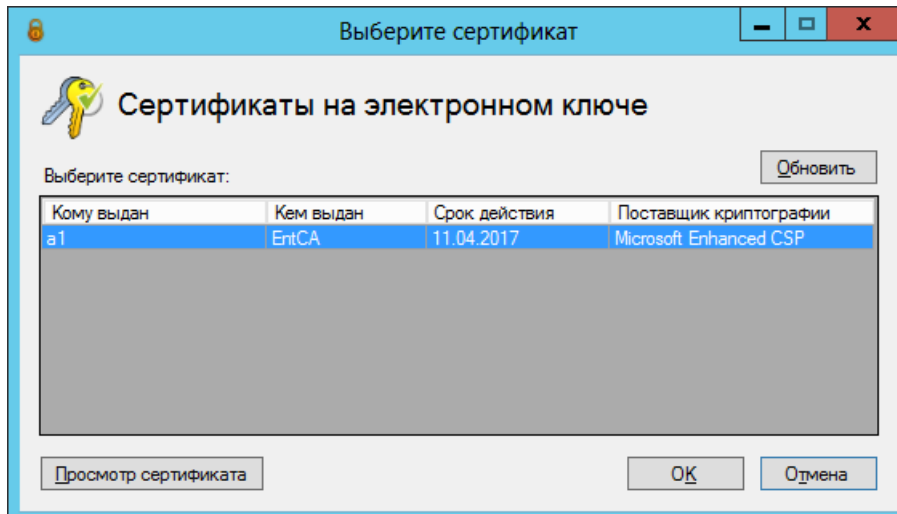 Выберите сертификат
Сертификаты на электронном ключе
Обновить
Выберите сертификат:
Кому выдан Кем выдан Срок действия Поставщик криптографии
a1 EntCA 11.04.2017 Microsoft Enhanced CSP
Просмотр сертификата OK Отмена